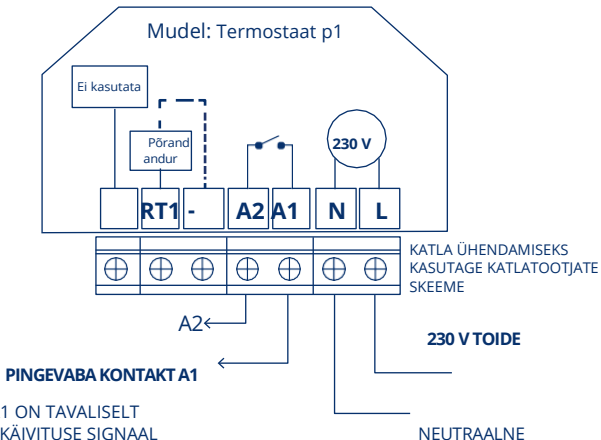 Mudel: Termostaat p1
Ei kasutata
Põrand
andur
230 V
RT1 - A2 A1 N L
KATLA ÜHENDAMISEKS
KASUTAGE KATLATOOTJATE
SKEEME
A2
230 V TOIDE
PINGEVABA KONTAKT A1
1 ON TAVALISELT
KÄIVITUSE SIGNAAL
NEUTRAALNE